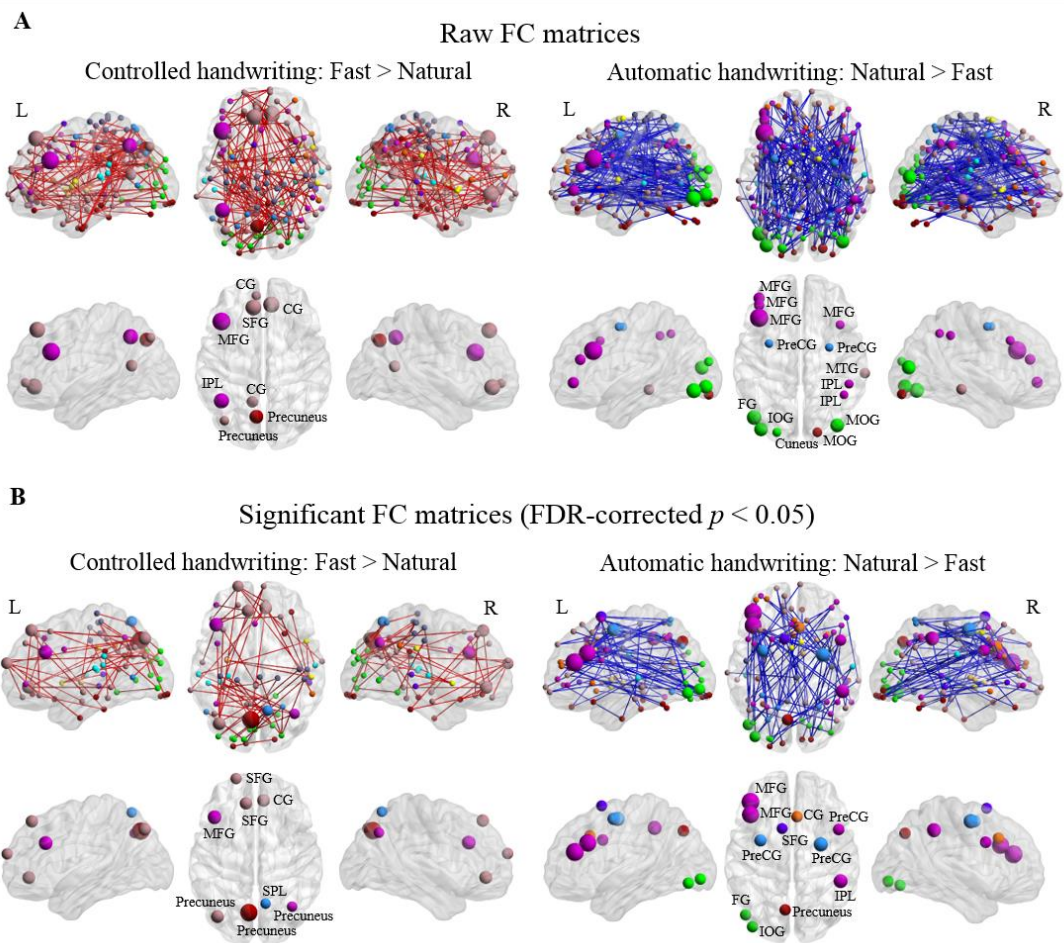 A
Raw FC matrices
Controlled handwriting: Fast > Natural
Automatic handwriting: Natural > Fast
L
R
L
R
CG
CG
SFG
MFG
IPL
CG
Precuneus
Precuneus
MFG
MFG
MFG
MFG
PreCG
PreCG
MTG
IPL
IPL
FG
IOG
MOG
Cuneus
MOG
B
Significant FC matrices (FDR-corrected p < 0.05)
Controlled handwriting: Fast > Natural
Automatic handwriting: Natural > Fast
L
R
L
R
SFG
CG
SFG
MFG
SPL
Precuneus
Precuneus
Precuneus
MFG
MFG
CG
PreCG
SFG
PreCG
PreCG
IPL
FG
Precuneus
IOG